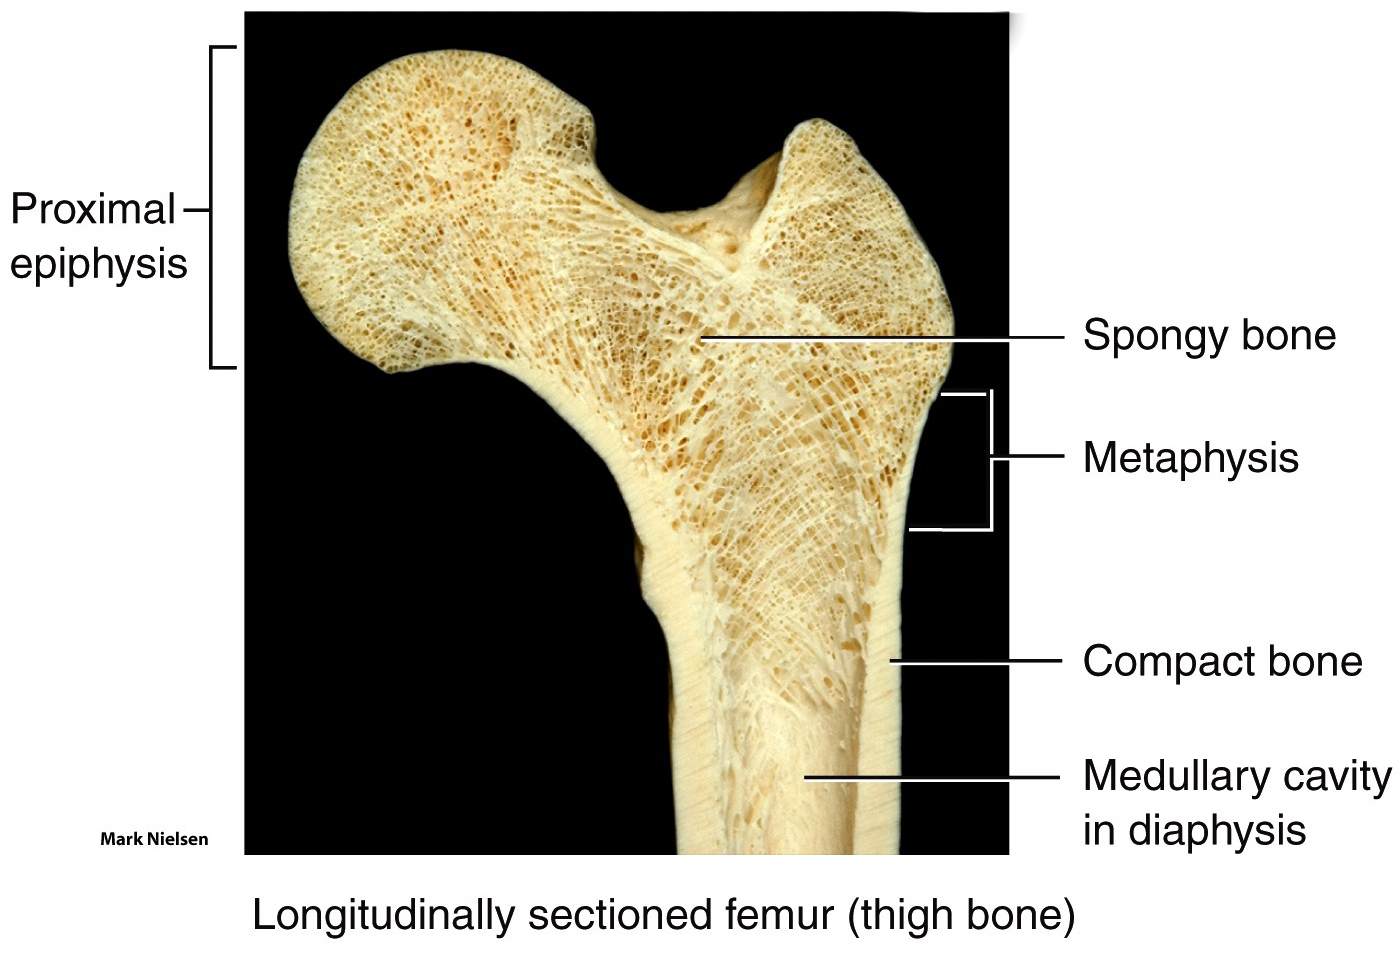 Proximal
epiphysis
Spongy bone
Metaphysis
Compact bone
Medullary cavity
in diaphysis
Mark Nielsen
Longitudinally sectioned femur (thigh bone)